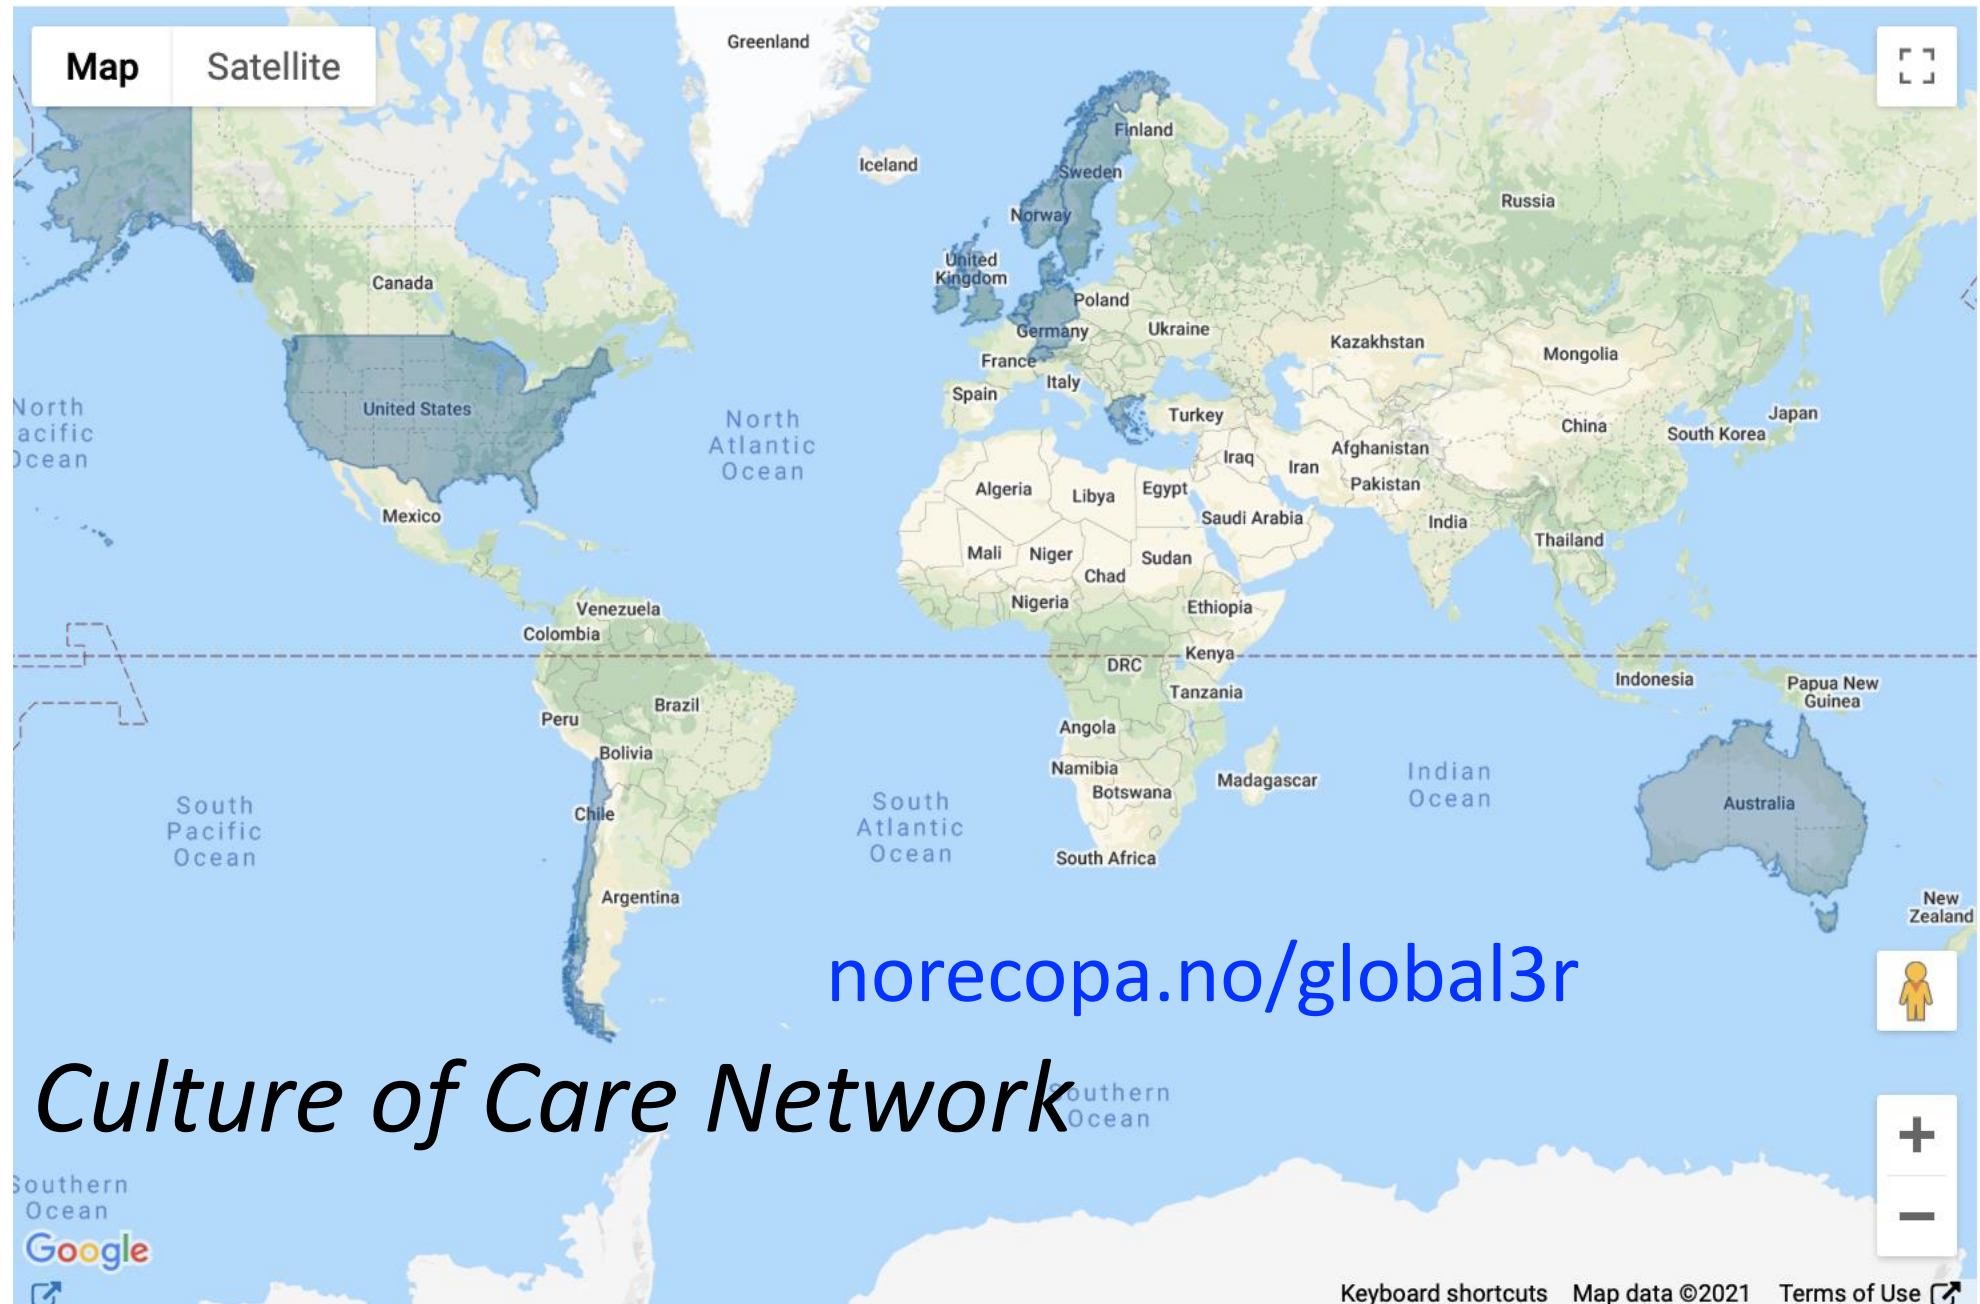 Map
Satellite
Greenland
Iceland
Finland
Sweden
Norway
Russia
United
Kingdom
Canada
Poland
Germany
Ukraine
France
Kazakhstan
Mongolia
Italy
Spain
United States
North
acific
Ocean
North
Atlantic
Ocean
Turkey
China
Japan
South Korea
Iraq
Iran
Afghanistan
Pakistan
Algeria
Libya
Egypt
Saudi Arabia
India
Thailand
Mexico
Mali
Niger
Chad
Sudan
Nigeria
Ethiopia
Venezuela
Colombia
DRC
Kenya
Tanzania
Indonesia
Papua New
Guinea
Brazil
Peru
Bolivia
Angola
Namibia
Botswana
Madagascar
Indian
Ocean
Australia
South
Pacific
Ocean
Chile
South
Atlantic
Ocean
South Africa
Argentina
New
Zealand
norecopa.no/global3r
Culture of Care Network
outhern
Ocean
Southern
Ocean
Google
Keyboard shortcuts Map data ©2021 Terms of Use